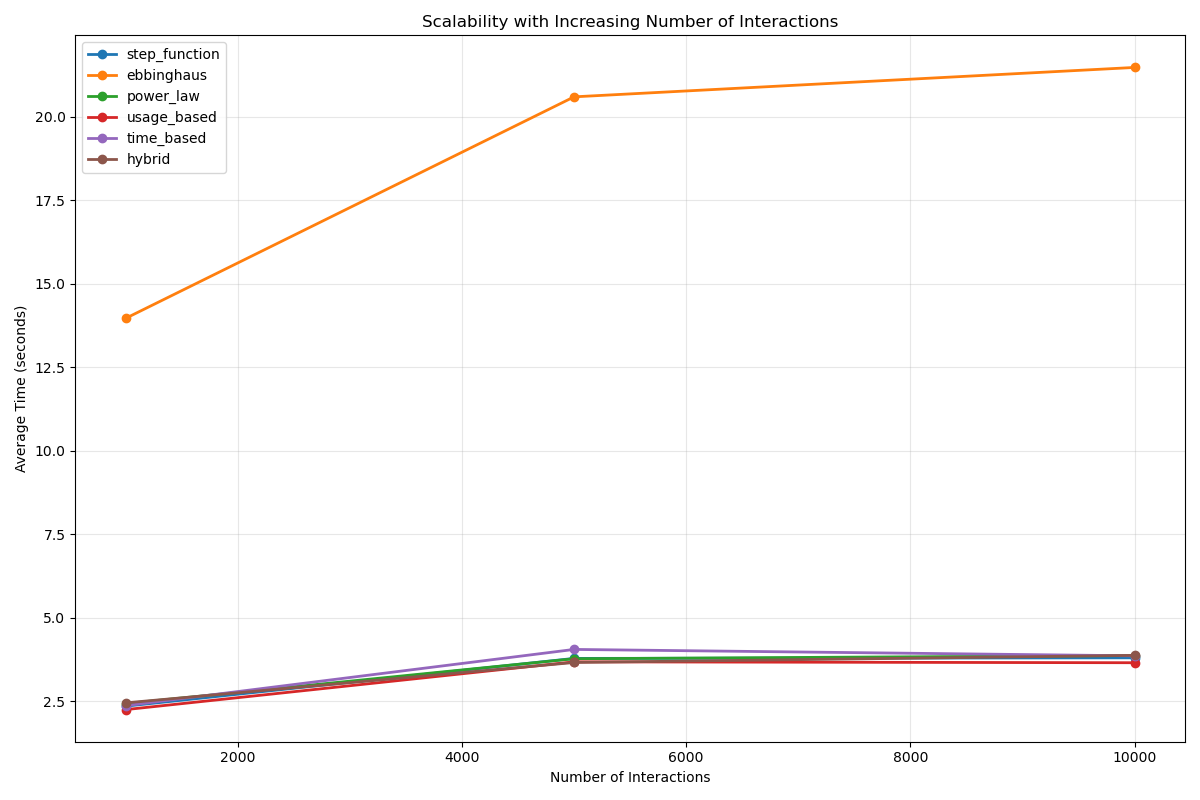 Scalability with Increasing Number of Interactions
step_function
ebbinghaus
power_law
usage_based
time_based
hybrid
Average Time (seconds)
20.0
17.5
15.0
12.5
10.0
7.5
5.0
2.5
2000 4000 6000 8000 10000
Number of Interactions